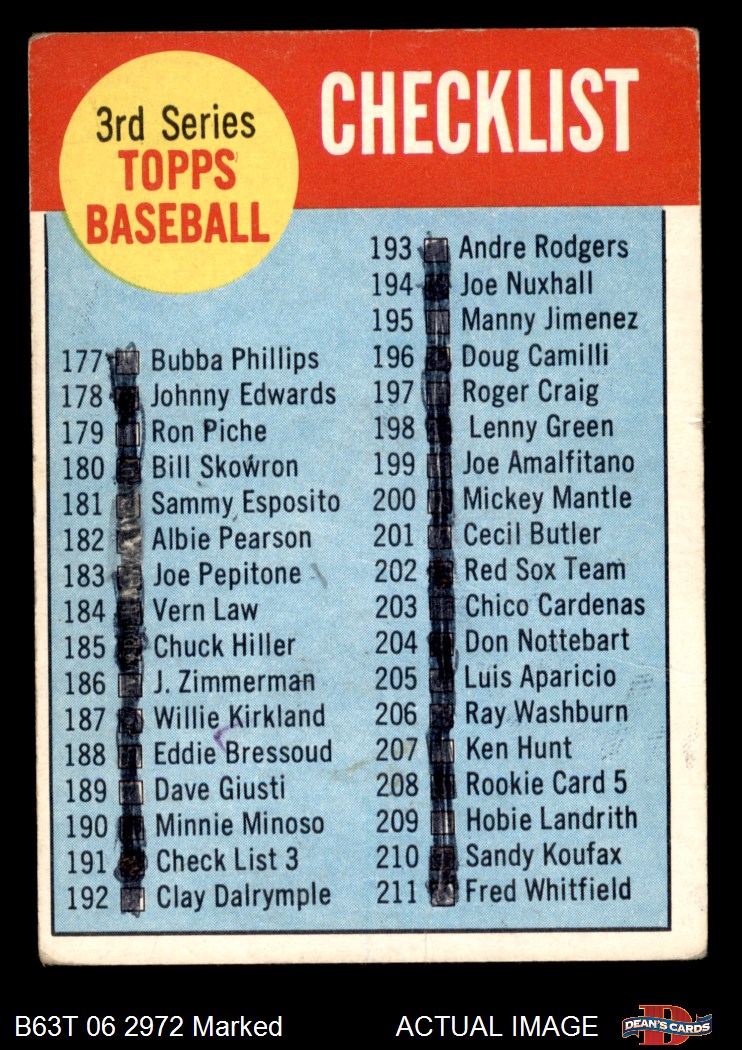 3rd Series
TOPPS
BASEBALL
CHECKLIST
177 Bubba Phillips
178 Johnny Edwards
179 Ron Piche
180 Bill Skowron
181 Sammy Esposito
182 Albie Pearson
183 Joe Pepitone
184 Vern Law
185 Chuck Hiller
186 J. Zimmerman
187 Willie Kirkland
188 Eddie Bressoud
189 Dave Giusti
190 Minnie Minoso
191 Check List 3
192 Clay Dalrymple
193 Andre Rodgers
194 Joe Nuxhall
195 Manny Jimenez
196 Doug Camilli
197 Roger Craig
198 Lenny Green
199 Joe Amalfitano
200 Mickey Mantle
201 Cecil Butler
202 Red Sox Team
203 Chico Cardenas
204 Don Nottebart
205 Luis Aparicio
206 Ray Washburn
207 Ken Hunt
208 Rookie Card 5
209 Hobie Landrith
210 Sandy Koufax
211 Fred Whitfield
B63T 06 2972 Marked
ACTUAL IMAGE
D
DEAN'S CARDS